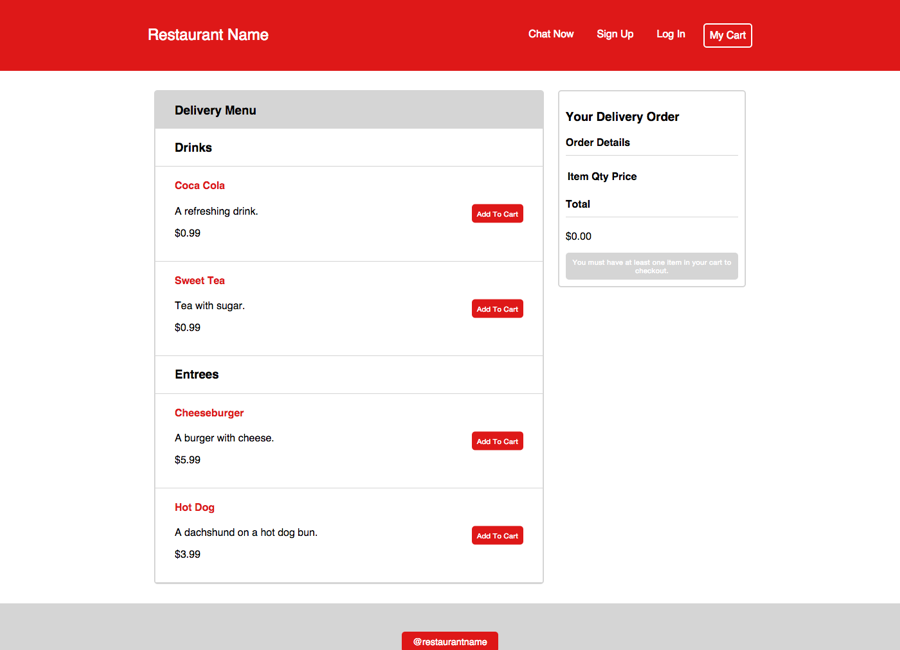 Restaurant Name
Chat Now
Sign Up
Log In
My Cart
Delivery Menu
Drinks
Coca Cola
A refreshing drink.
$0.99
Add To Cart
Sweet Tea
Tea with sugar.
$0.99
Add To Cart
Entrees
Cheeseburger
A burger with cheese.
$5.99
Add To Cart
Hot Dog
A dachshund on a hot dog bun.
$3.99
Add To Cart
Your Delivery Order
Order Details
Item Qty Price
Total
$0.00
You must have at least one item in your cart to
checkout.
@restaurantname